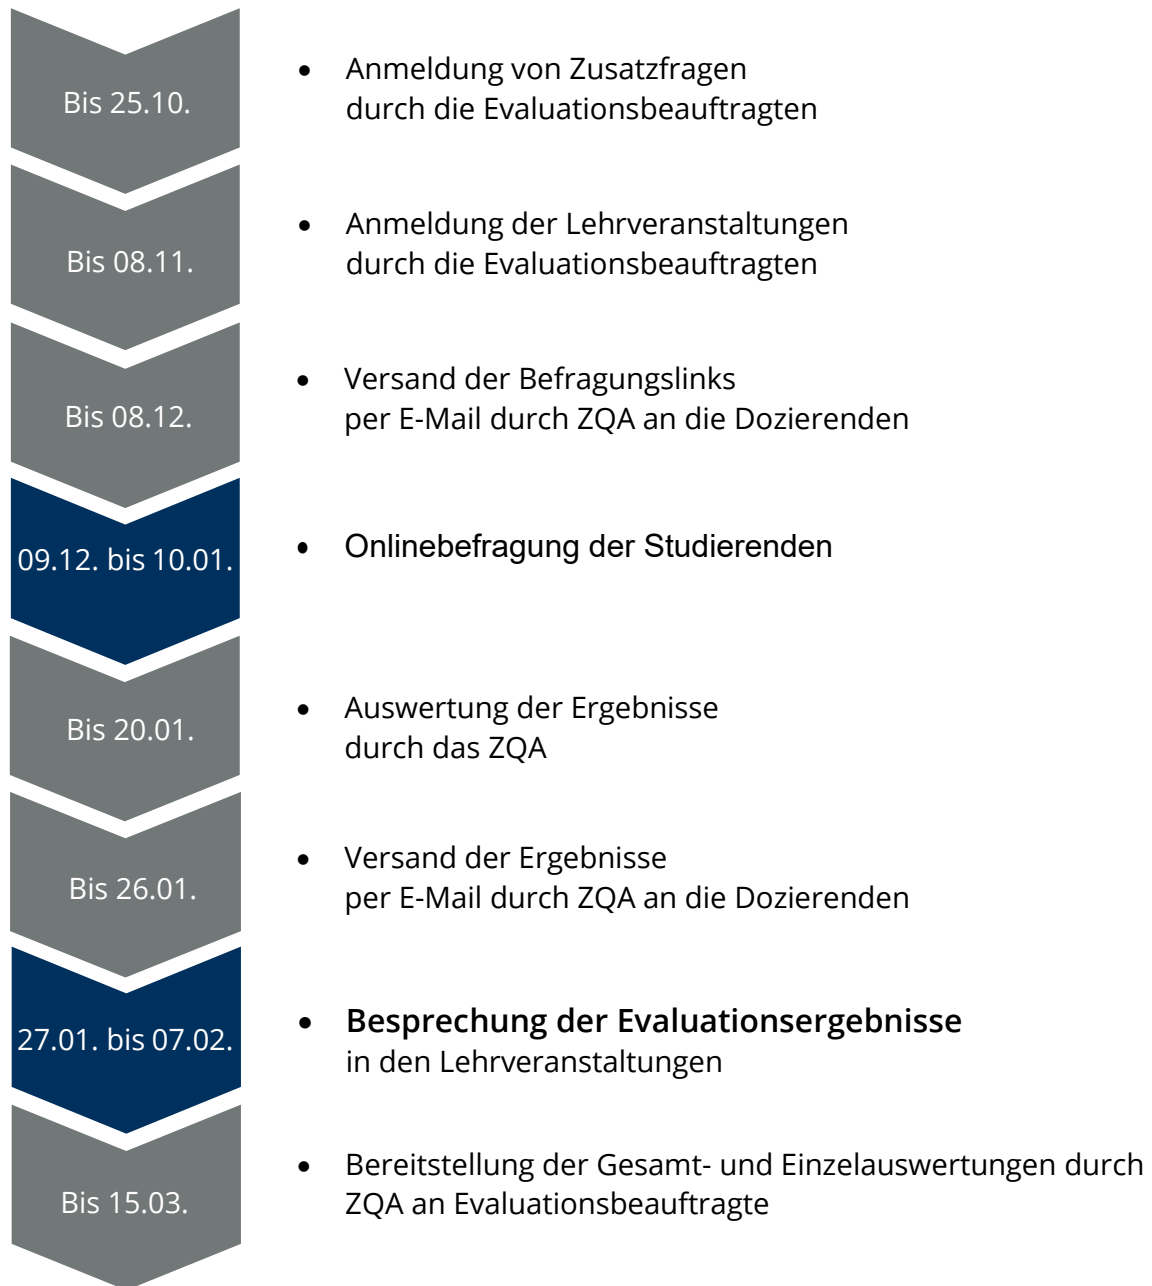 Bis 25.10.
• Anmeldung von Zusatzfragen
durch die Evaluationsbeauftragten
Bis 08.11.
• Anmeldung der Lehrveranstaltungen
durch die Evaluationsbeauftragten
Bis 08.12.
• Versand der Befragungslinks
per E-Mail durch ZQA an die Dozierenden
09.12. bis 10.01.
• Onlinebefragung der Studierenden
Bis 20.01.
• Auswertung der Ergebnisse
durch das ZQA
Bis 26.01.
• Versand der Ergebnisse
per E-Mail durch ZQA an die Dozierenden
27.01. bis 07.02.
• Besprechung der Evaluationsergebnisse
in den Lehrveranstaltungen
Bis 15.03.
• Bereitstellung der Gesamt- und Einzelauswertungen durch
ZQA an Evaluationsbeauftragte